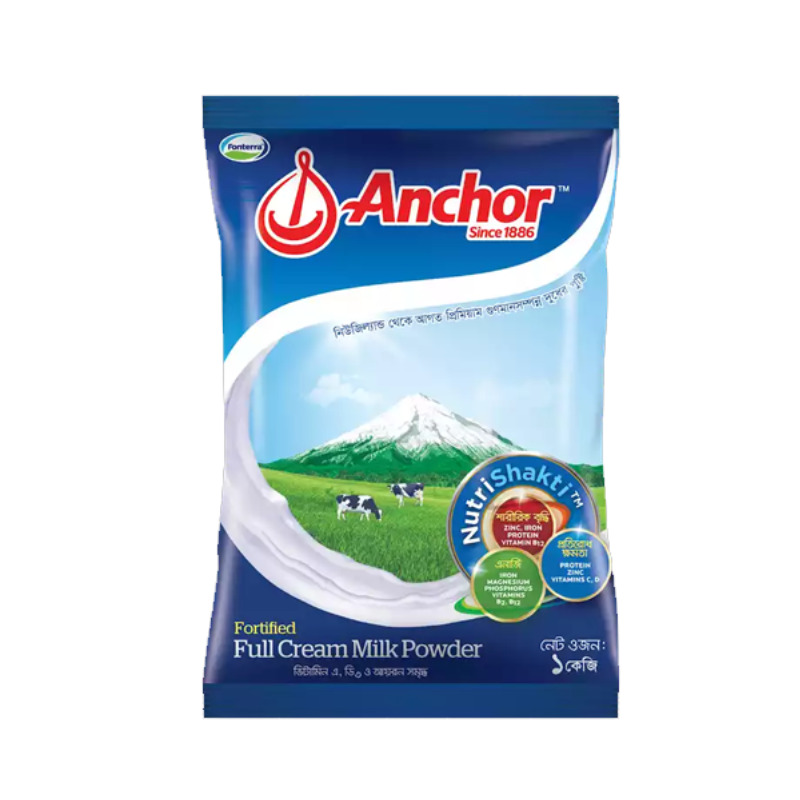 Fonterra
Anchor™
Since 1886
নিউজিল্যান্ড থেকে আগত প্রিমিয়াম গুণমানসম্পন্ন দুধের পুষ্টি
NutriShakti™
শারীরিক বৃদ্ধি
ZINC, IRON
PROTEIN
VITAMIN B12
প্রতিরোধ
ক্ষমতা
PROTEIN
ZINC
VITAMINS C, D
এনার্জি
IRON
MAGNESIUM
PHOSPHORUS
VITAMINS
B2, B12
Fortified
Full Cream Milk Powder
ভিটামিন এ, ডি৩ ও আয়রন সমৃদ্ধ
নেট ওজন:
১ কেজি